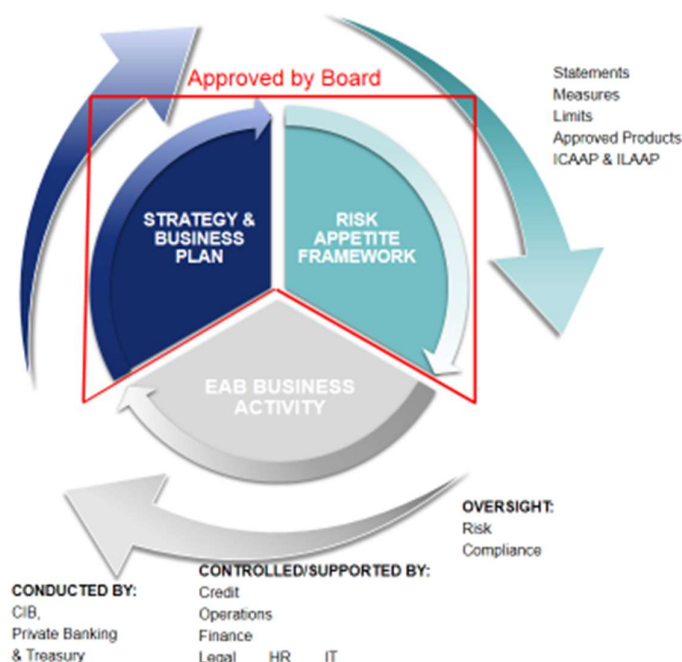 Approved by Board
Statements
Measures
Limits
Approved Products
ICAAP & ILAAP
STRATEGY &
BUSINESS
PLAN
RISK
APPETITE
FRAMEWORK
EAB BUSINESS
ACTIVITY
OVERSIGHT:
Risk
Compliance
CONDUCTED BY:
CIB,
Private Banking
& Treasury
CONTROLLED/SUPPORTED BY:
Credit
Operations
Finance
Legal HR IT